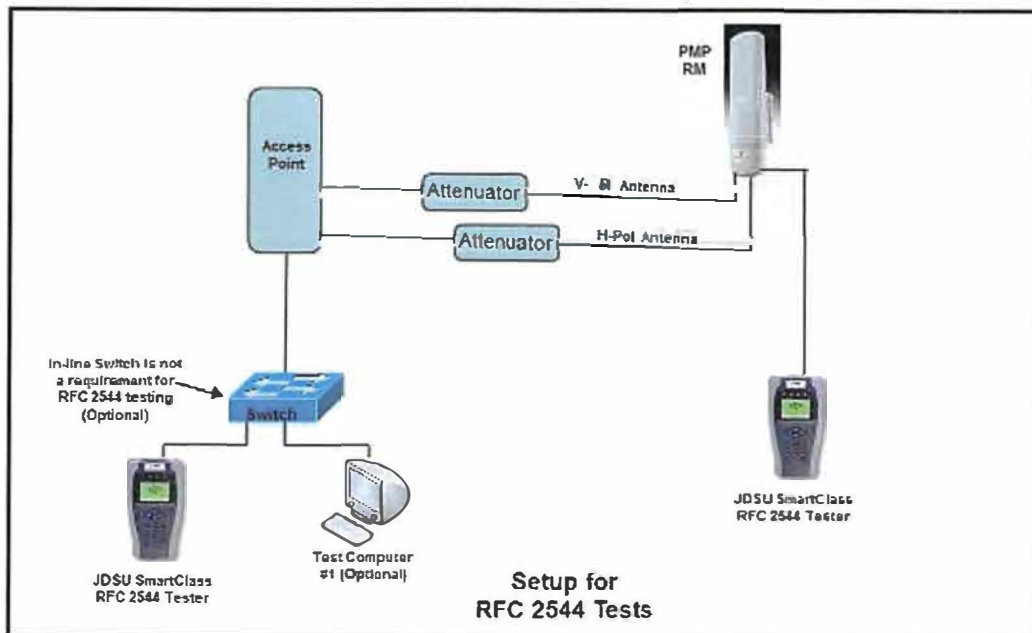 PMP
RM
Access
Point
Attenuator
V- Antenna
Attenuator
H-Pol Antenna
In-line Switch is not
a requirement for
RFC 2544 testing
(Optional)
Switch
JDSU SmartClass
RFC 2544 Tester
Test Computer
#1 (Optional)
JDSU SmartClass
RFC 2544 Tester
Setup for
RFC 2544 Tests